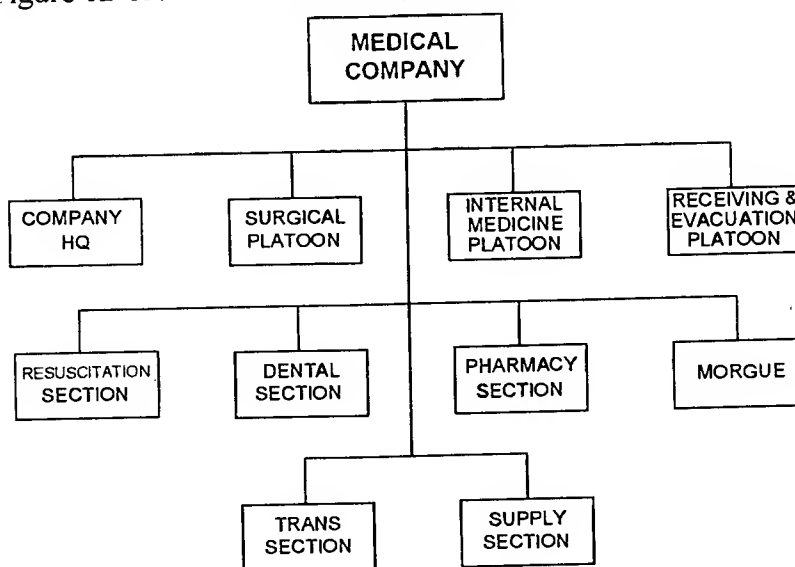 MEDICAL
COMPANY
COMPANY
HQ
SURGICAL
PLATOON
INTERNAL
MEDICINE
PLATOON
RECEIVING &
EVACUATION
PLATOON
RESUSCITATION
SECTION
DENTAL
SECTION
PHARMACY
SECTION
MORGUE
TRANS
SECTION
SUPPLY
SECTION